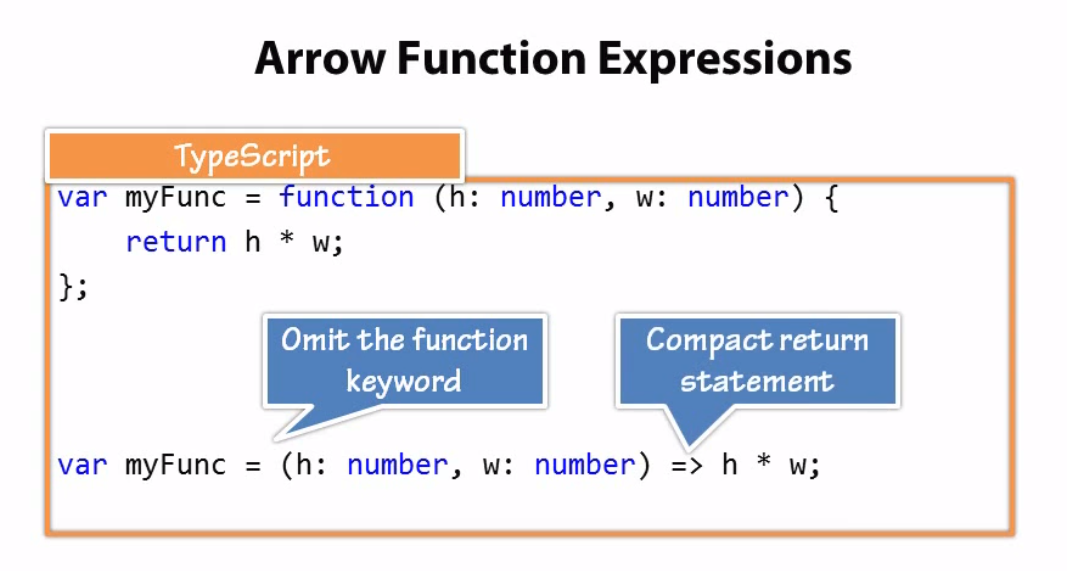 Arrow Function Expressions
TypeScript
var myFunc = function (h: number, w: number) {
    return h * w;
};
Omit the function
keyword
Compact return
statement
var myFunc = (h: number, w: number) => h * w;